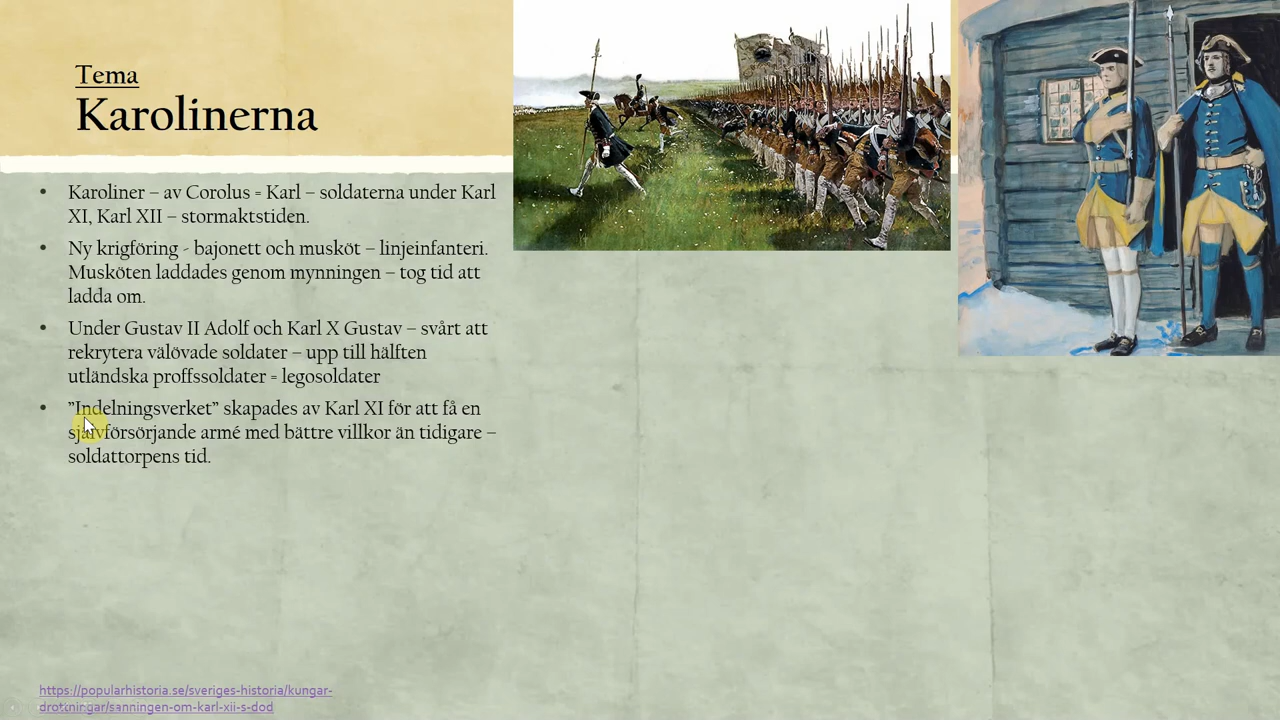 Tema
Karolinerna
• Karoliner – av Corolus = Karl – soldaterna under Karl
XI, Karl XII – stormaktstiden.
• Ny krigföring - bajonett och musköt – linjeinfanteri.
Musköten laddades genom mynningen – tog tid att
ladda om.
• Under Gustav II Adolf och Karl X Gustav – svårt att
rekrytera välövade soldater – upp till hälften
utländska proffssoldater = legosoldater
• ”Indelningsverket” skapades av Karl XI för att få en
självförsörjande armé med bättre villkor än tidigare –
soldattorpens tid.
https://popularhistoria.se/sveriges-historia/kungar-
drottningar/sanningen-om-karl-xii-s-dod